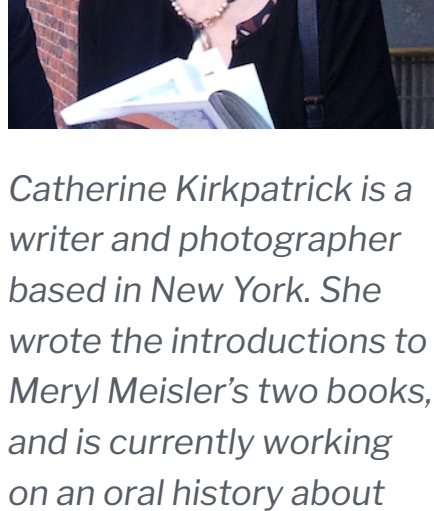 Catherine Kirkpatrick is a
writer and photographer
based in New York. She
wrote the introductions to
Meryl Meisler’s two books,
and is currently working
on an oral history about